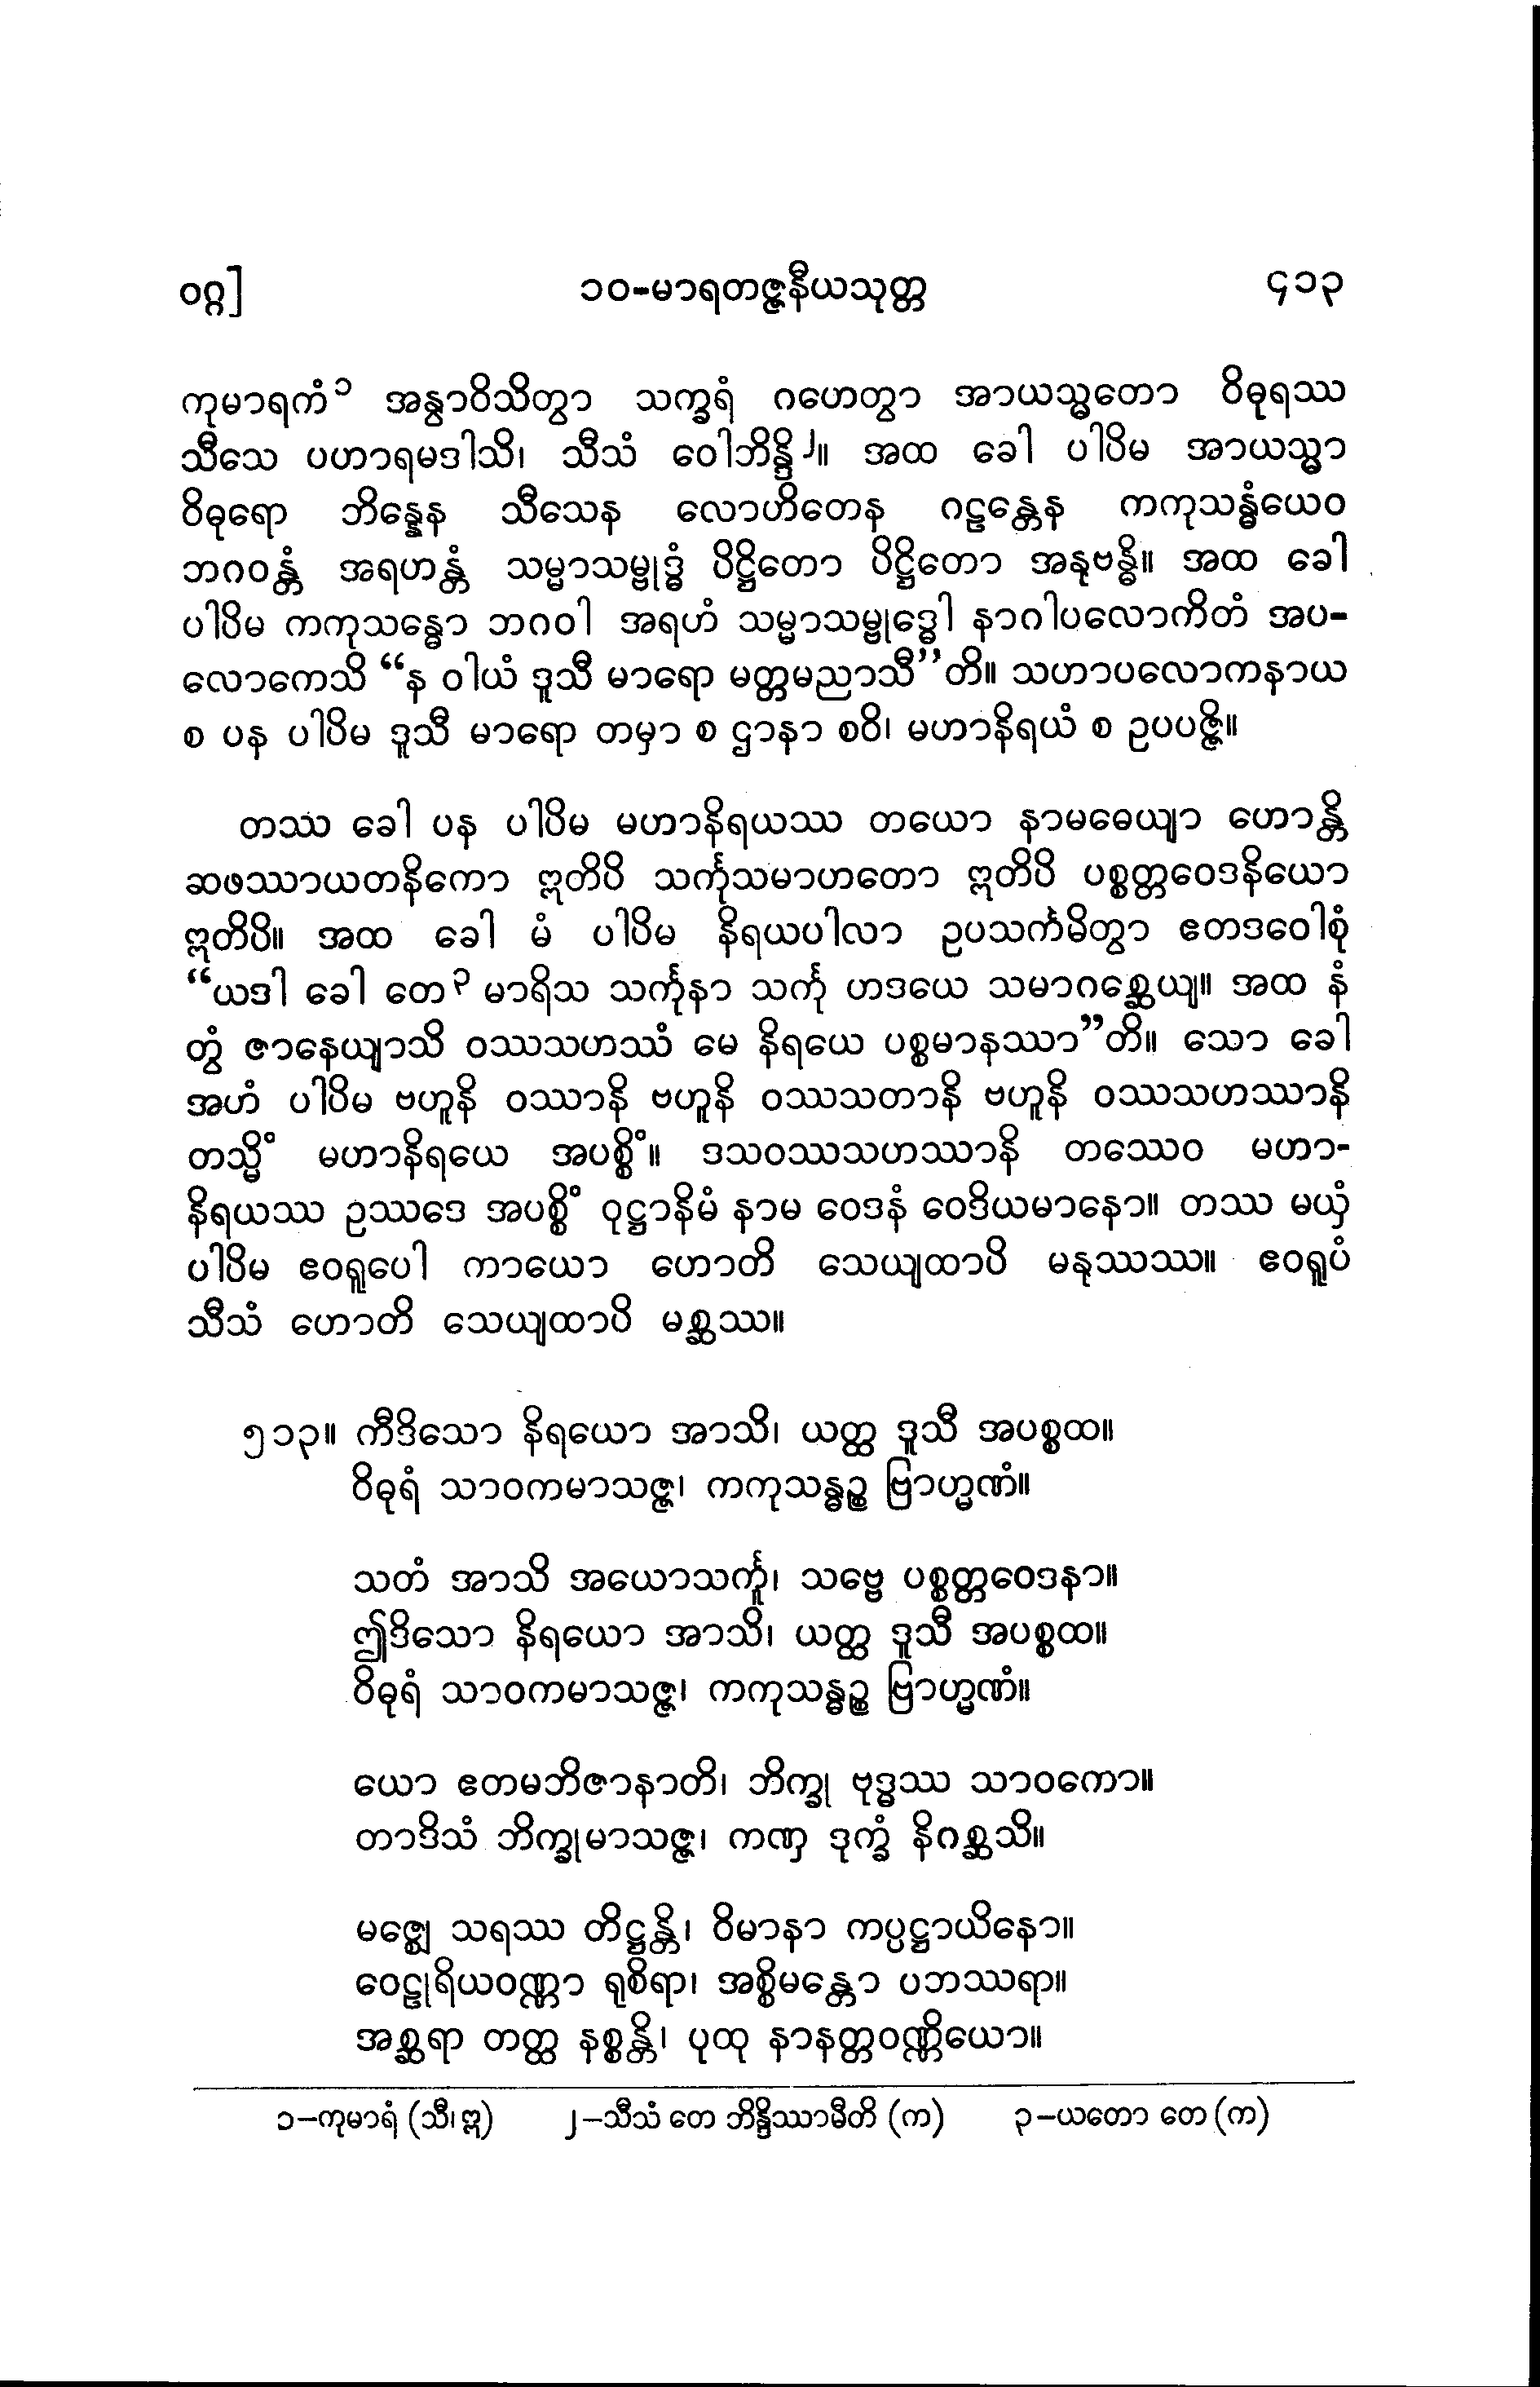 ဝဂ္ဂ]
၁၀-မာရတဇ္ဇနီယသုတ္တ
၄၁၃
ကုမာရကံ၁ အန္ွာဝိသိတွာ သက္ခရံ ဂဟေတွာ အာယသ္မတော ဝိဓုရဿ
သီသေ ပဟာရမဒါသိ၊ သီသံ ဝေါဘိန္ဒိ၂။ အထ ခေါ ပါပိမ အာယသ္မာ
ဝိဓုရော ဘိန္နေန သီသေန လောဟိတေန ဂဠန္တေန ကကုသန္ဓံယေဝ
ဘဂဝန္တံ အရဟန္တံ သမ္မာသမ္ဗုဒ္ဓံ ပိဋ္ဌိတော ပိဋ္ဌိတော အနုဗန္ဓိ။ အထ ခေါ
ပါပိမ ကကုသန္ဓော ဘဂဝါ အရဟံ သမ္မာသမ္ဗုဒ္ဓေါ နာဂါပလောကိတံ အပ-
လောကေသိ “န ဝါယံ ဒူသီ မာရော မတ္တမညာသီ”တိ။ သဟာပလောကနာယ
စ ပန ပါပိမ ဒူသီ မာရော တမှာ စ ဌာနာ စဝိ၊ မဟာနိရယံ စ ဥပပဇ္ဇိ။
တဿ ခေါ ပန ပါပိမ မဟာနိရယဿ တယော နာမဓေယျာ ဟောန္တိ
ဆဖဿာယတနိကော ဣတိပိ သင်္ကုသမာဟတော ဣတိပိ ပစ္စတ္တဝေဒနိယော
ဣတိပိ။ အထ ခေါ မံ ပါပိမ နိရယပါလာ ဥပသင်္ကမိတွာ ဧတဒဝေါစုံ
“ယဒါ ခေါ တေ၃ မာရိသ သင်္ကုနာ သင်္ကု ဟဒယေ သမာဂစ္ဆေယျ။ အထ နံ
တွံ ဇာနေယျာသိ ဝဿသဟဿံ မေ နိရယေ ပစ္စမာနဿာ”တိ။ သော ခေါ
အဟံ ပါပိမ ဗဟူနိ ဝဿာနိ ဗဟူနိ ဝဿသတာနိ ဗဟူနိ ဝဿသဟဿာနိ
တသ္မိံ မဟာနိရယေ အပစ္စိံ။ ဒသဝဿသဟဿာနိ တဿေဝ မဟာ-
နိရယဿ ဥဿဒေ အပစ္စိံ ဝုဋ္ဌာနိမံ နာမ ဝေဒနံ ဝေဒိယမာနော။ တဿ မယှံ
ပါပိမ ဧဝရူပေါ ကာယော ဟောတိ သေယျထာပိ မနုဿဿ။ ဧဝရူပံ
သီသံ ဟောတိ သေယျထာပိ မစ္ဆဿ။
၅၁၃။ ကီဒိသော နိရယော အာသိ၊ ယတ္ထ ဒူသီ အပစ္စထ။
ဝိဓုရံ သာဝကမာသဇ္ဇ၊ ကကုသန္ဓဉ္စ ဗြာဟ္မဏံ။
သတံ အာသိ အယောသင်္ကူ၊ သဗ္ဗေ ပစ္စတ္တဝေဒနာ။
ဤဒိသော နိရယော အာသိ၊ ယတ္ထ ဒူသီ အပစ္စထ။
ဝိဓုရံ သာဝကမာသဇ္ဇ၊ ကကုသန္ဓဉ္စ ဗြာဟ္မဏံ။
ယော ဧတမဘိဇာနာတိ၊ ဘိက္ခု ဗုဒ္ဓဿ သာဝကော။
တာဒိသံ ဘိက္ခုမာသဇ္ဇ၊ ကဏှ ဒုက္ခံ နိဂစ္ဆသိ။
မဇ္ဈေ သရဿ တိဋ္ဌန္တိ၊ ဝိမာနာ ကပ္ပဋ္ဌာယိနော။
ဝေဠုရိယဝဏ္ဏာ ရုစိရာ၊ အစ္စိမန္တော ပဘဿရာ။
အစ္ဆရာ တတ္ထ နစ္စန္တိ၊ ပုထု နာနတ္တဝဏ္ဏိယော။
၁-ကုမာရံ (သီ၊ဣ) ၂-သီသံ တေ ဘိန္ဒိဿာမီတိ (က) ၃-ယတော တေ (က)